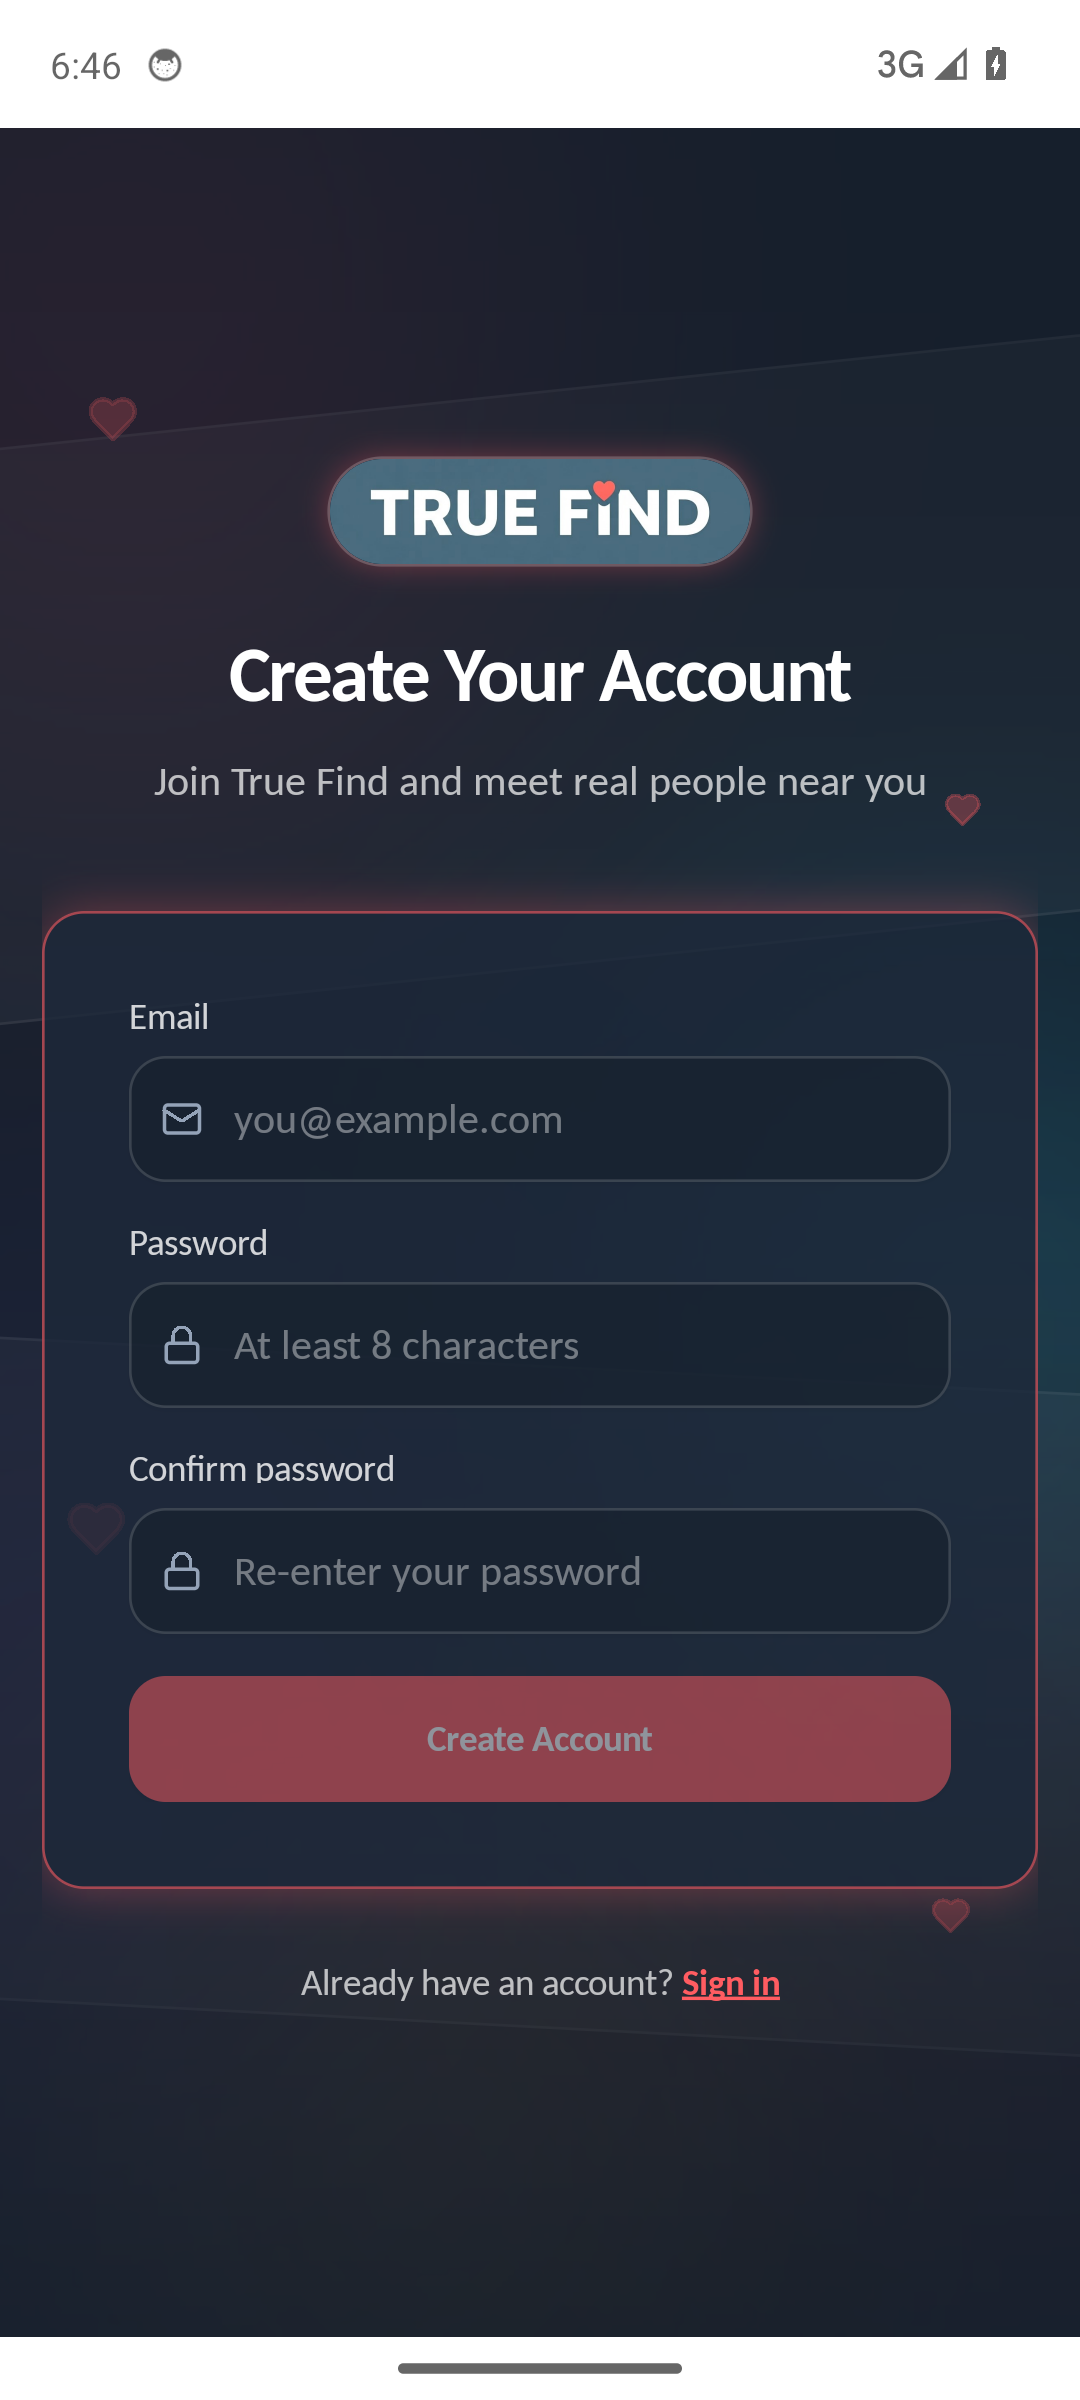 6:46
3G
TRUE FiND
Create Your Account
Join True Find and meet real people near you
Email
you@example.com
Password
At least 8 characters
Confirm password
Re-enter your password
Create Account
Already have an account? Sign in